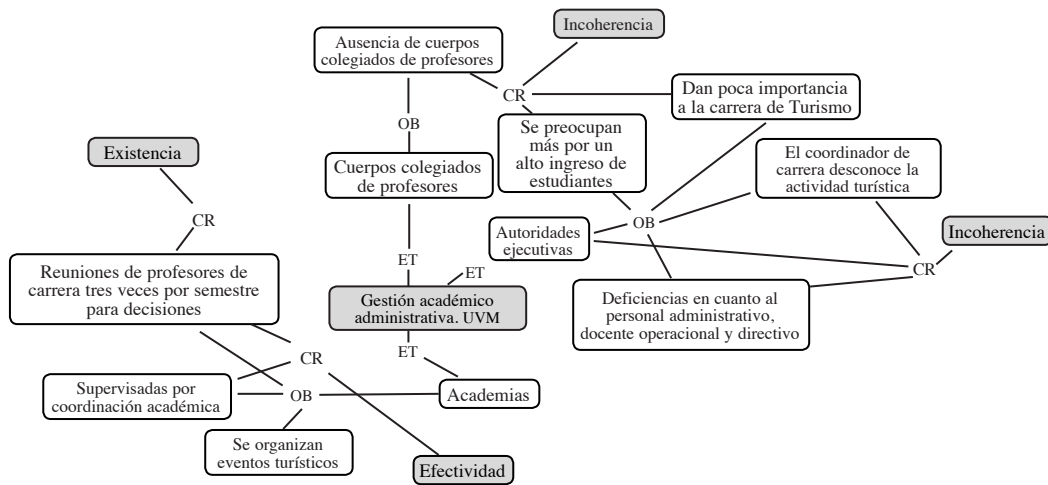 Incoherencia
Ausencia de cuerpos
colegiados de profesores
CR
Dan poca importancia
a la carrera de Turismo
OB
Se preocupan
más por un
alto ingreso de
estudiantes
Existencia
Cuerpos colegiados
de profesores
El coordinador de
carrera desconoce la
actividad turística
CR
OB
Autoridades
ejecutivas
Incoherencia
ET
ET
CR
Reuniones de profesores de
carrera tres veces por semestre
para decisiones
Gestión académico
administrativa. UVM
Deficiencias en cuanto al
personal administrativo,
docente operacional y directivo
CR
ET
Supervisadas por
coordinación académica
OB
Academias
Se organizan
eventos turísticos
Efectividad